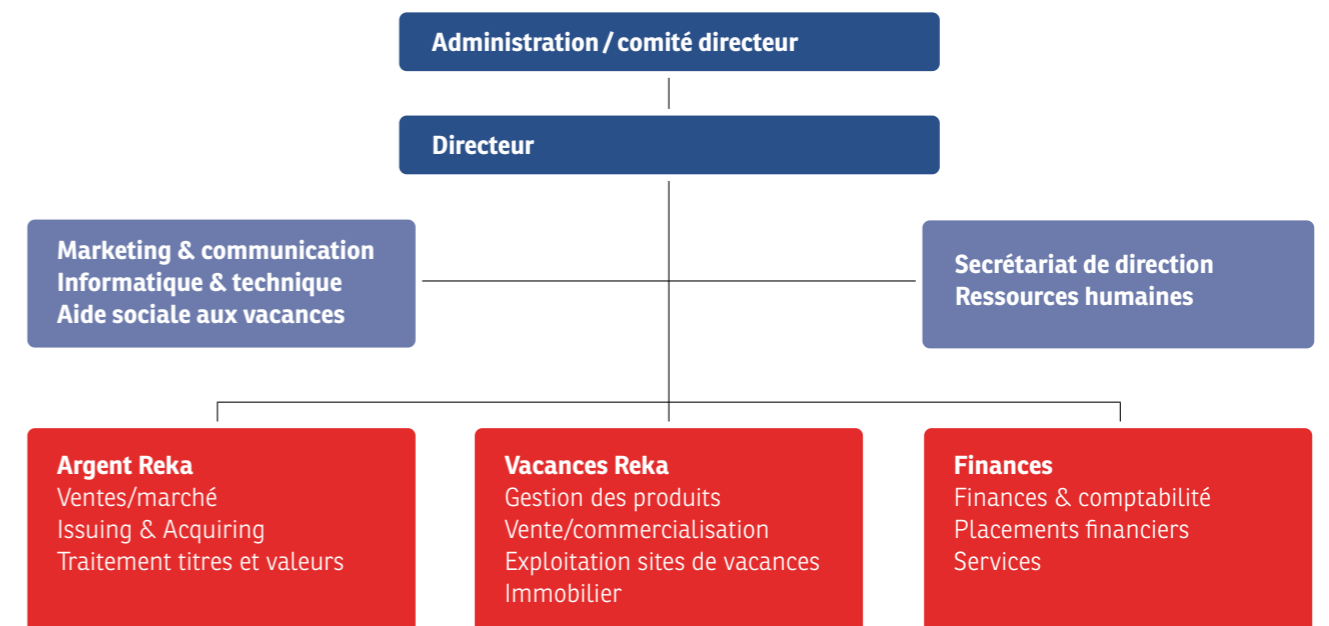 Administration / comité directeur
Directeur
Marketing & communication
Informatique & technique
Aide sociale aux vacances
Secrétariat de direction
Ressources humaines
Argent Reka
Ventes/marché
Issuing & Acquiring
Traitement titres et valeurs
Vacances Reka
Gestion des produits
Vente/commercialisation
Exploitation sites de vacances
Immobilier
Finances
Finances & comptabilité
Placements financiers
Services